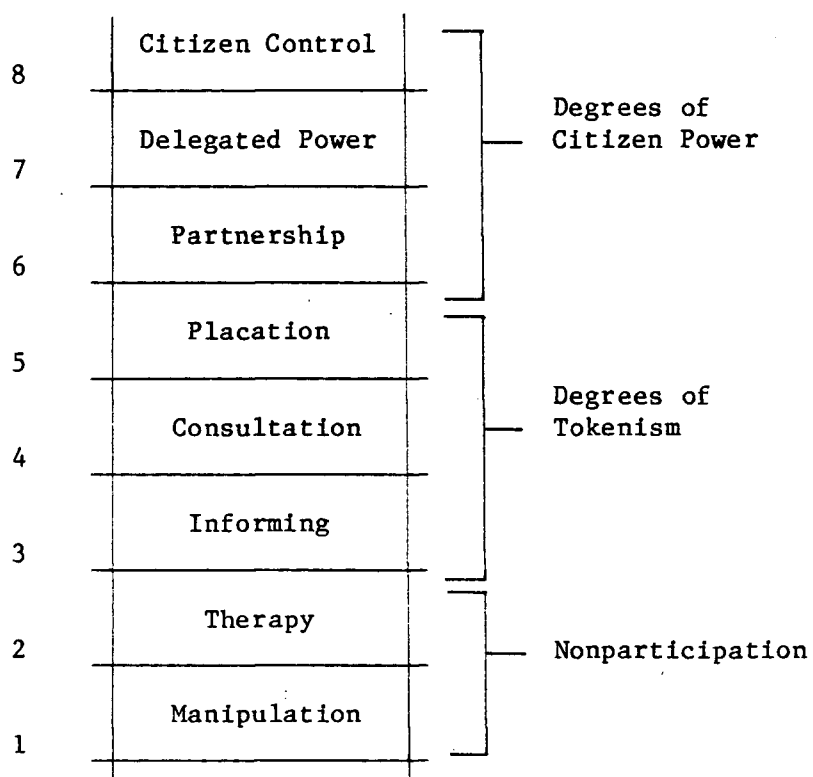 Citizen Control
8
Degrees of
Citizen Power
Delegated Power
7
Partnership
6
Placation
5
Degrees of
Tokenism
Consultation
4
Informing
3
Therapy
2
Nonparticipation
Manipulation
1